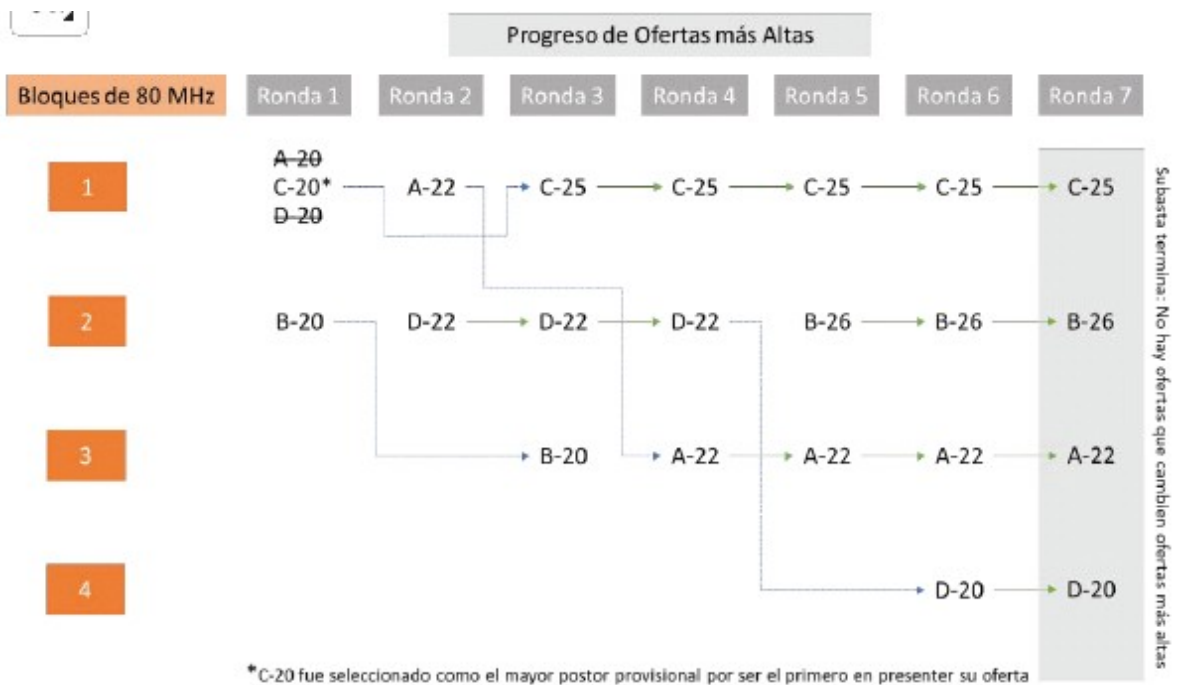 Progreso de Ofertas más Altas
Bloques de 80 MHz Ronda 1 Ronda 2 Ronda 3 Ronda 4 Ronda 5 Ronda 6 Ronda 7
A-20
1 C-20* A-22 C-25 C-25 C-25 C-25 C-25
D-20
2 B-20 D-22 D-22 D-22 B-26 B-26 B-26
3 B-20 A-22 A-22 A-22 A-22
4 D-20 D-20
Subasta termina: No hay ofertas que cambien ofertas más altas
*C-20 fue seleccionado como el mayor postor provisional por ser el primero en presenter su oferta